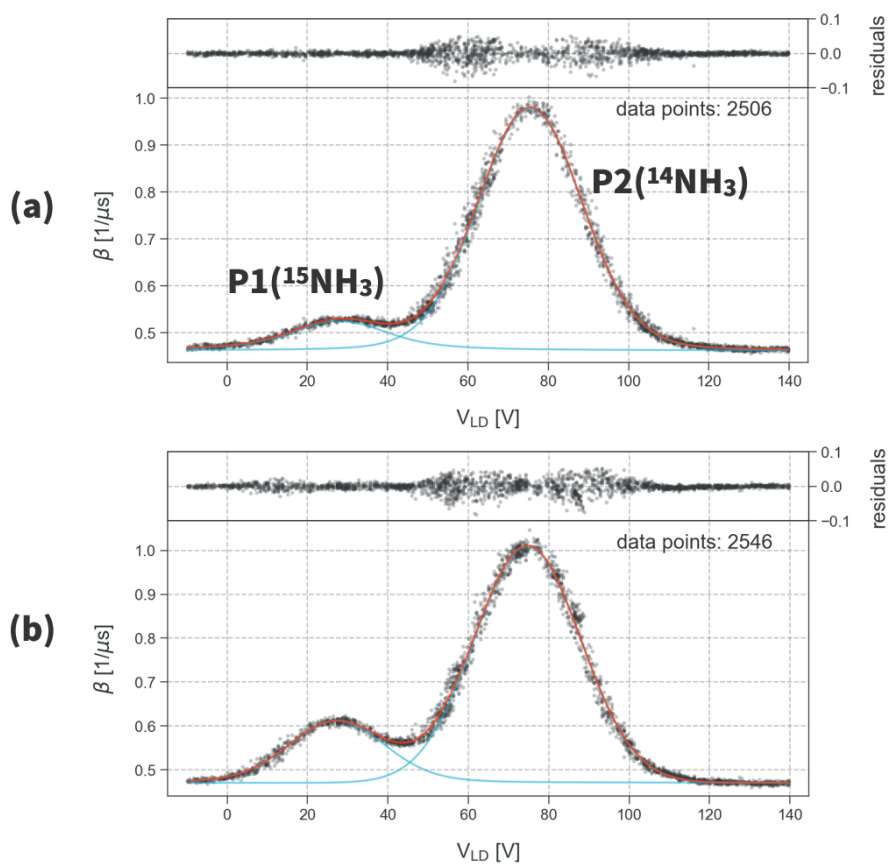 0.1
0.0
−0.1
residuals
(a)
data points: 2506
P2(¹⁴NH₃)
P1(¹⁵NH₃)
β [1/μs]
1.0
0.9
0.8
0.7
0.6
0.5
0 20 40 60 80 100 120 140
V_LD [V]
0.1
0.0
−0.1
residuals
(b)
data points: 2546
β [1/μs]
1.0
0.9
0.8
0.7
0.6
0.5
0 20 40 60 80 100 120 140
V_LD [V]